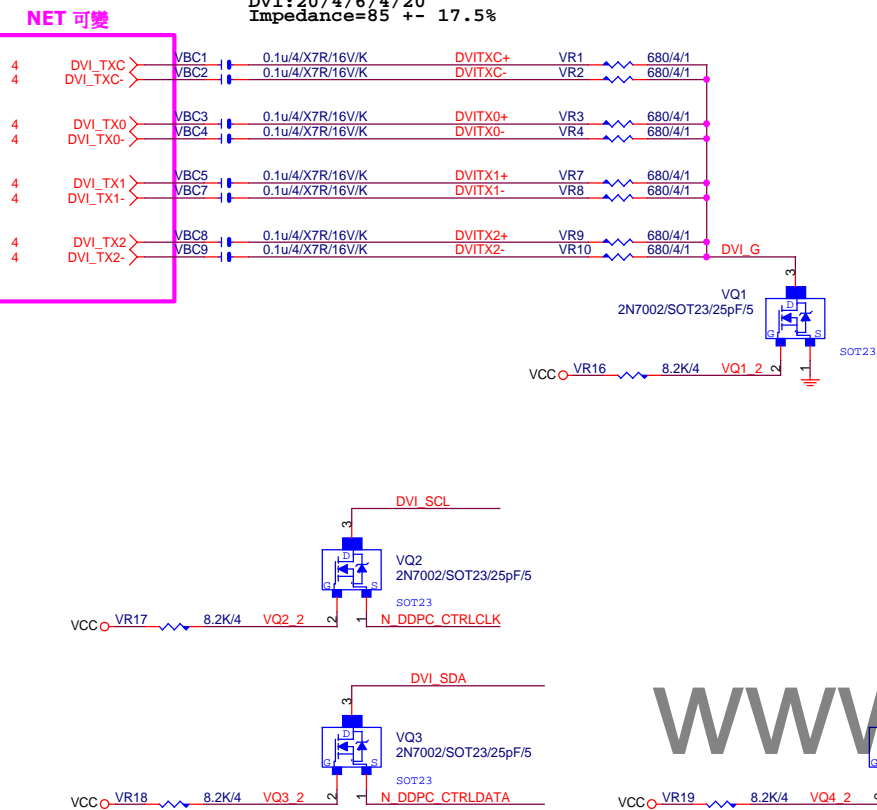 DVI:20/4/6/4/20
NET 可變
Impedance=85 +- 17.5%
4 DVI_TXC VBC1 0.1u/4/X7R/16V/K DVITXC+ VR1 680/4/1
4 DVI_TXC- VBC2 0.1u/4/X7R/16V/K DVITXC- VR2 680/4/1
4 DVI_TX0 VBC3 0.1u/4/X7R/16V/K DVITX0+ VR3 680/4/1
4 DVI_TX0- VBC4 0.1u/4/X7R/16V/K DVITX0- VR4 680/4/1
4 DVI_TX1 VBC5 0.1u/4/X7R/16V/K DVITX1+ VR7 680/4/1
4 DVI_TX1- VBC7 0.1u/4/X7R/16V/K DVITX1- VR8 680/4/1
4 DVI_TX2 VBC8 0.1u/4/X7R/16V/K DVITX2+ VR9 680/4/1
4 DVI_TX2- VBC9 0.1u/4/X7R/16V/K DVITX2- VR10 680/4/1 DVI_G
3
VQ1
2N7002/SOT23/25pF/5
D
G S
SOT23
VCC VR16 8.2K/4 VQ1_2 2 1
DVI_SCL
3
D
VQ2
2N7002/SOT23/25pF/5
G S
SOT23
VCC VR17 8.2K/4 VQ2_2 2 1 N_DDPC_CTRLCLK
DVI_SDA
3
D
VQ3
2N7002/SOT23/25pF/5
G S
SOT23
VCC VR18 8.2K/4 VQ3_2 2 1 N_DDPC_CTRLDATA
www
G
VCC VR19 8.2K/4 VQ4_2